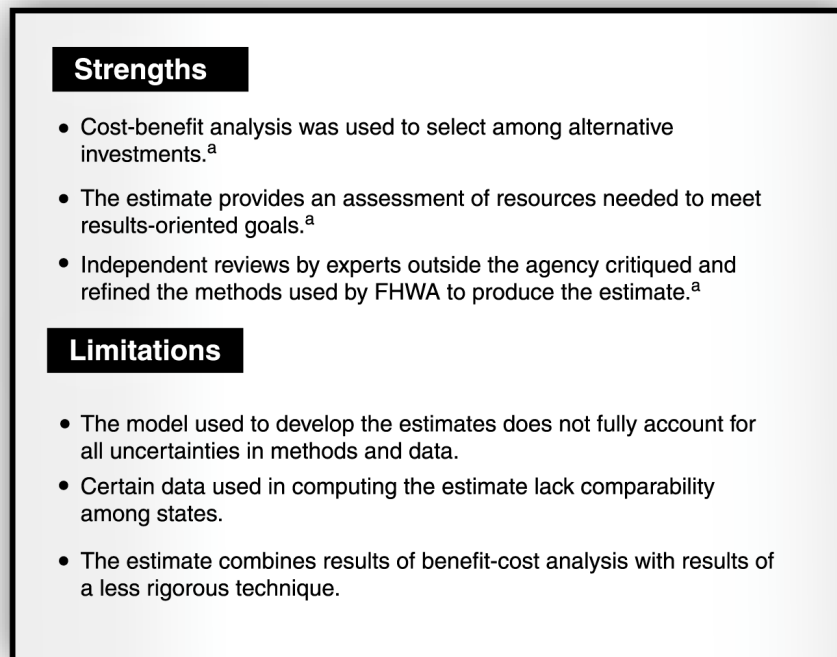 Strengths
• Cost-benefit analysis was used to select among alternative
investments.a
• The estimate provides an assessment of resources needed to meet
results-oriented goals.a
• Independent reviews by experts outside the agency critiqued and
refined the methods used by FHWA to produce the estimate.a
Limitations
• The model used to develop the estimates does not fully account for
all uncertainties in methods and data.
• Certain data used in computing the estimate lack comparability
among states.
• The estimate combines results of benefit-cost analysis with results of
a less rigorous technique.